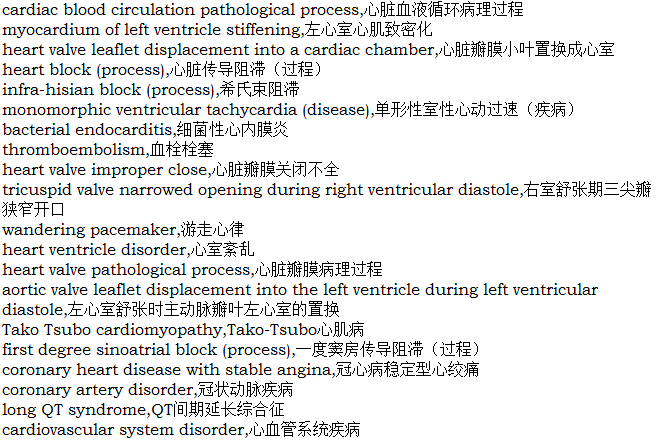 cardiac blood circulation pathological process,心脏血液循环病理过程
myocardium of left ventricle stiffening,左心室心肌致密化
heart valve leaflet displacement into a cardiac chamber,心脏瓣膜小叶置换成心室
heart block (process),心脏传导阻滞（过程）
infra-hisian block (process),希氏束阻滞
monomorphic ventricular tachycardia (disease),单形性室性心动过速（疾病）
bacterial endocarditis,细菌性心内膜炎
thromboembolism,血栓栓塞
heart valve improper close,心脏瓣膜关闭不全
tricuspid valve narrowed opening during right ventricular diastole,右室舒张期三尖瓣
狭窄开口
wandering pacemaker,游走心律
heart ventricle disorder,心室紊乱
heart valve pathological process,心脏瓣膜病理过程
aortic valve leaflet displacement into the left ventricle during left ventricular
diastole,左心室舒张时主动脉瓣叶左心室的置换
Tako Tsubo cardiomyopathy,Tako-Tsubo心肌病
first degree sinoatrial block (process),一度窦房传导阻滞（过程）
coronary heart disease with stable angina,冠心病稳定型心绞痛
coronary artery disorder,冠状动脉疾病
long QT syndrome,QT间期延长综合征
cardiovascular system disorder,心血管系统疾病